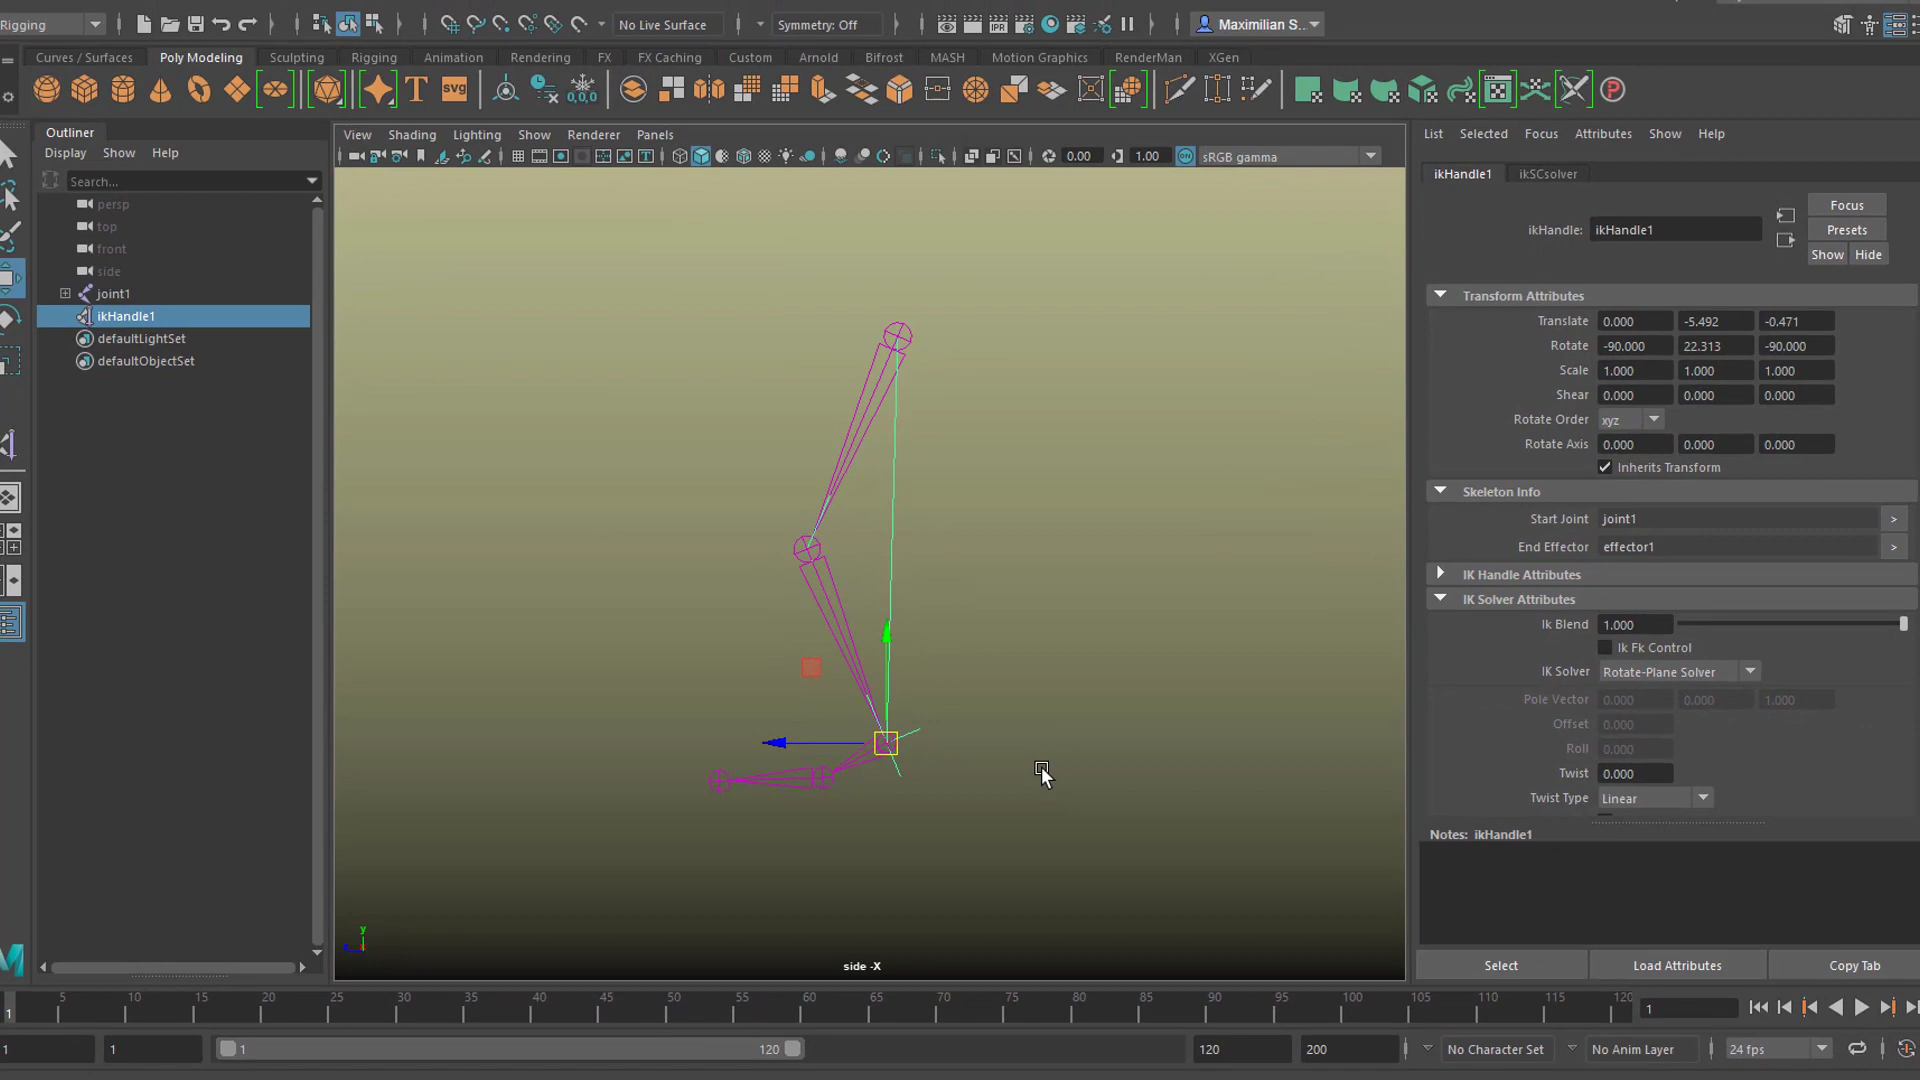 Rigging
No Live Surface
Symmetry: Off
Maximilian S...
Curves / Surfaces
Poly Modeling
Sculpting
Rigging
Animation
Rendering
FX
FX Caching
Custom
Arnold
Bifrost
MASH
Motion Graphics
RenderMan
XGen
T
SVG
0,0,0
IPR
Outliner
Display
Show
Help
Search...
persp
top
front
side
joint1
ikHandle1
defaultLightSet
defaultObjectSet
View
Shading
Lighting
Show
Renderer
Panels
0.00
1.00
ON
sRGB gamma
y
side -X
List
Selected
Focus
Attributes
Show
Help
ikHandle1
ikSCsolver
ikHandle:
ikHandle1
Focus
Presets
Show
Hide
Transform Attributes
Translate 0.000 -5.492 -0.471
Rotate -90.000 22.313 -90.000
Scale 1.000 1.000 1.000
Shear 0.000 0.000 0.000
Rotate Order xyz
Rotate Axis 0.000 0.000 0.000
Inherits Transform
Skeleton Info
Start Joint joint1 >
End Effector effector1 >
IK Handle Attributes
IK Solver Attributes
Ik Blend 1.000
Ik Fk Control
IK Solver Rotate-Plane Solver
Pole Vector 0.000 0.000 1.000
Offset 0.000
Roll 0.000
Twist 0.000
Twist Type Linear
Notes: ikHandle1
Select
Load Attributes
Copy Tab
1 5 10 15 20 25 30 35 40 45 50 55 60 65 70 75 80 85 90 95 100 105 110 115 120
1
1
1
1
120
120
200
No Character Set
No Anim Layer
24 fps